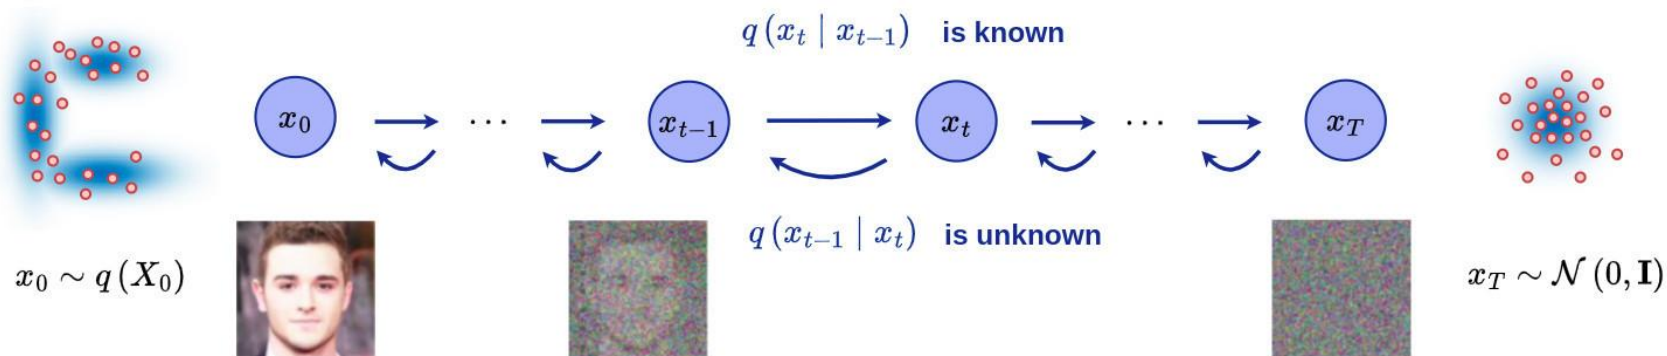 q(x_t | x_{t-1}) is known
x_0 ... x_{t-1} x_t ... x_T
q(x_{t-1} | x_t) is unknown
x_0 ∼ q(X_0)
x_T ∼ 𝒩(0, I)